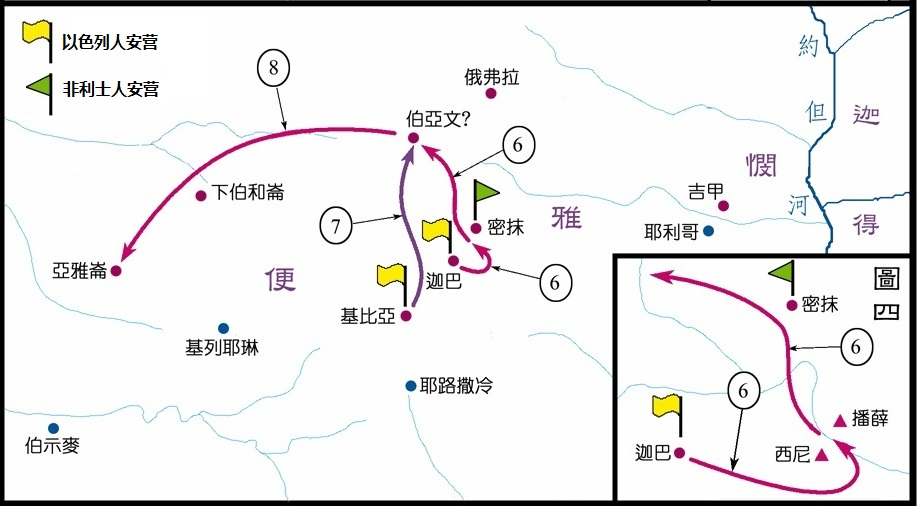 以色列人安营
非利士人安营
8
俄弗拉
伯亞文?
6
約
但
河
迦
得
憫
雅
便
下伯和崙
吉甲
耶利哥
密抹
7
迦巴
6
亞雅崙
基比亞
基列耶琳
耶路撒冷
伯示麥
圖四
密抹
6
6
播薛
西尼
迦巴